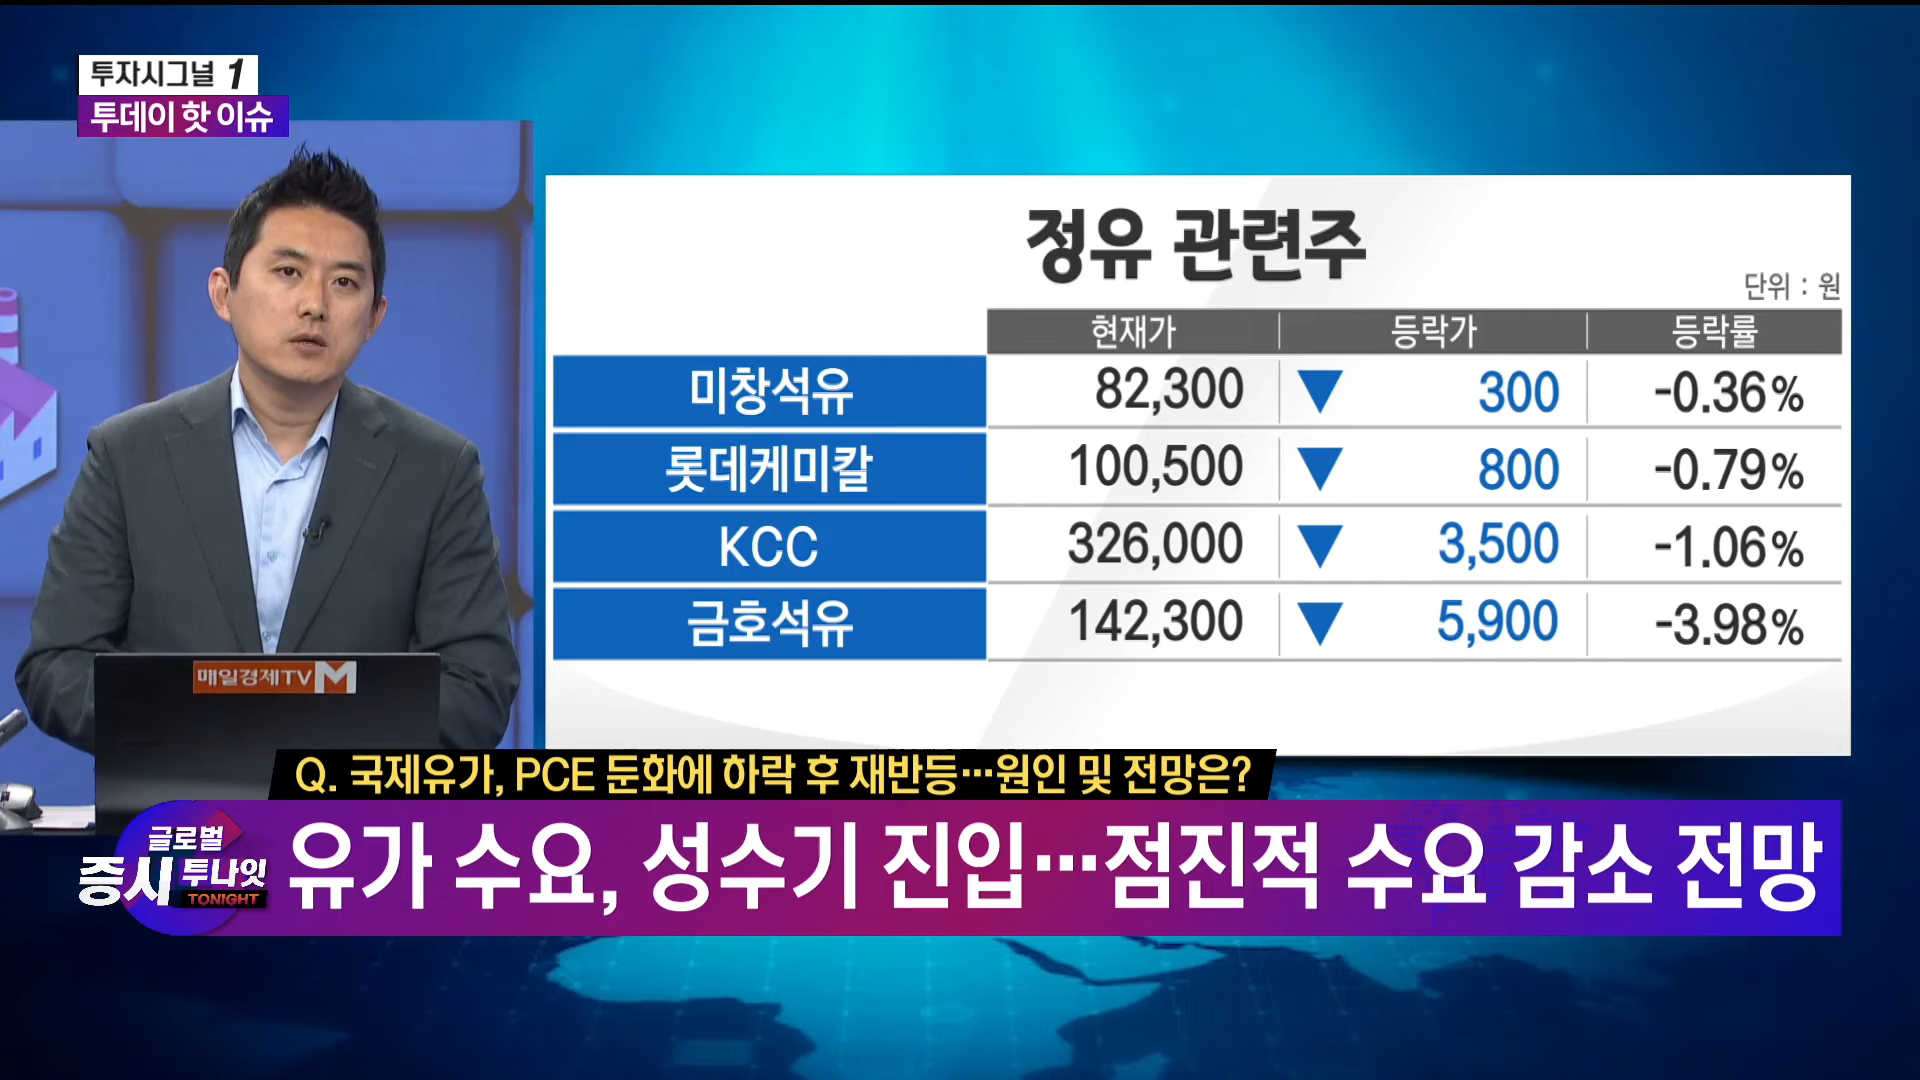 투자시그널 1
투데이 핫 이슈
정유 관련주
단위 : 원
현재가 등락가 등락률
미창석유 82,300 ▼ 300 -0.36%
롯데케미칼 100,500 ▼ 800 -0.79%
KCC 326,000 ▼ 3,500 -1.06%
금호석유 142,300 ▼ 5,900 -3.98%
매일경제TV M
Q. 국제유가, PCE 둔화에 하락 후 재반등…원인 및 전망은?
글로벌
증시 투나잇
TONIGHT
유가 수요, 성수기 진입…점진적 수요 감소 전망